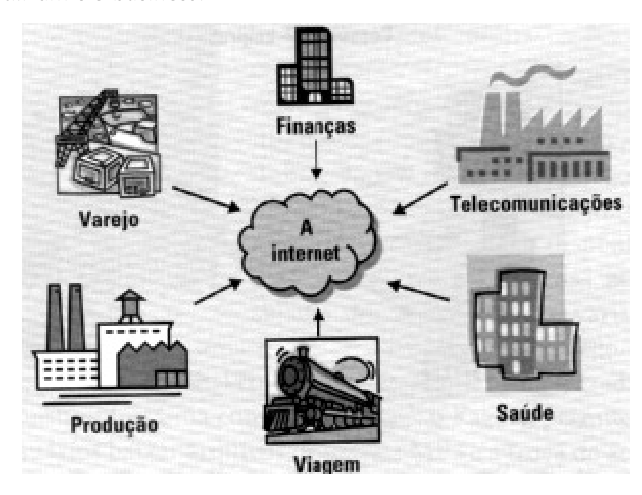 Finanças
Varejo
Telecomunicações
A
internet
Produção
Saúde
Viagem